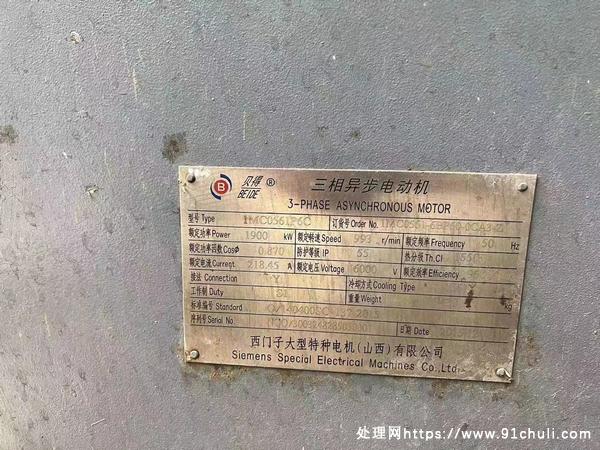 贝得® 三相异步电动机
BEIDE 3-PHASE ASYNCHRONOUS MOTOR
型号 Type 订货号 Order No.
额定功率 Power 1900 kW 额定转速 Speed 993 r/min 额定频率 Frequency 50 Hz
额定功率因数 CosΦ 0.870 防护等级 IP 55 热分级 Th.Cl
额定电流 Current 218.45 A 额定电压 Voltage 6000 V 额定效率 Efficiency
接法 Connection Y 冷却方式 Cooling Type
工作制 Duty S1 重量 Weight kg
标准编号 Standard
序列号 Serial No. 日期
西门子大型特种电机(山西)有限公司
Siemens Special Electrical Machines Co.,Ltd.
处理网https://www.91chuli.com/